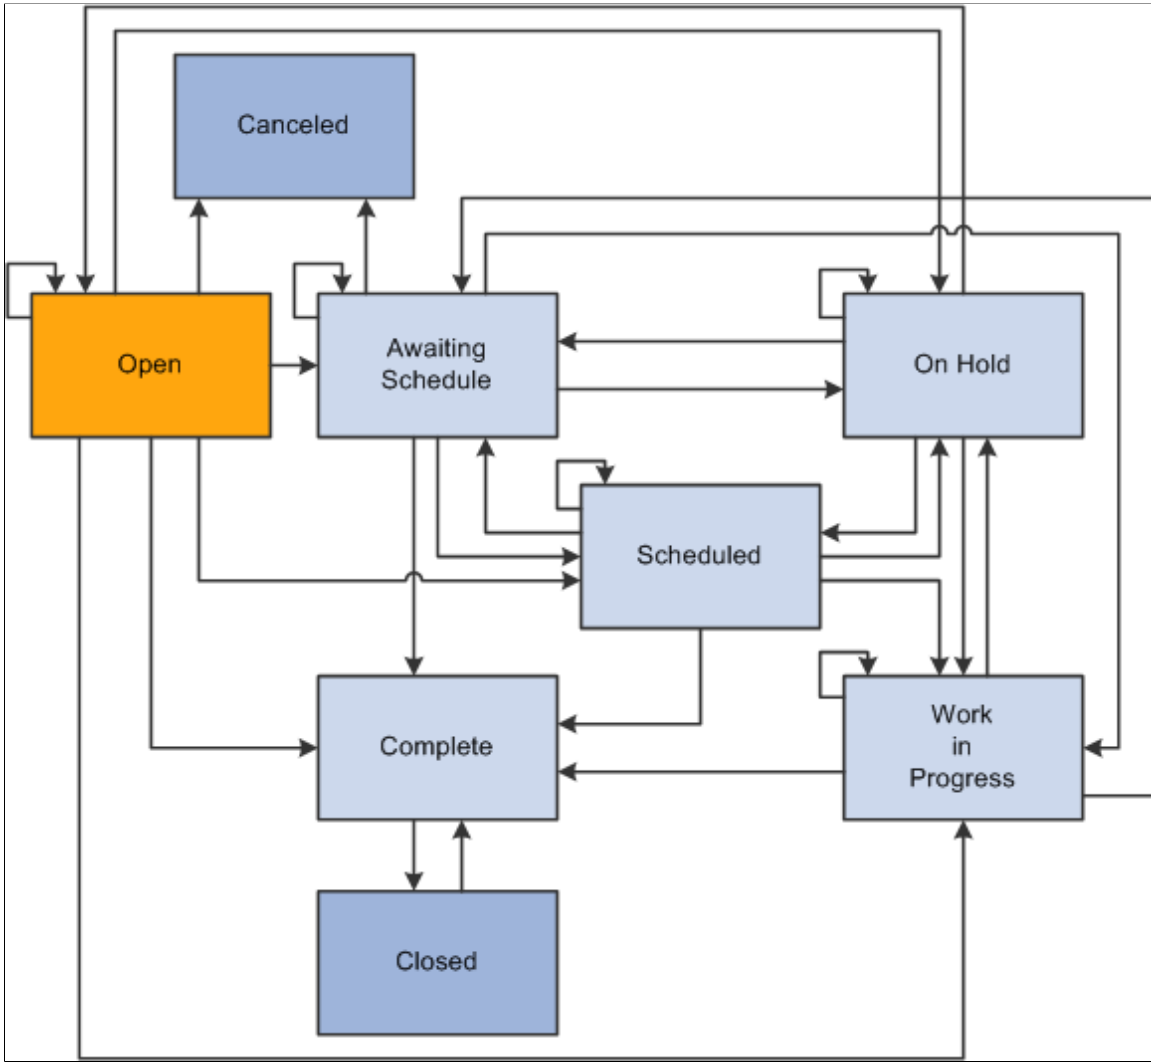 Canceled
Open
Awaiting
Schedule
On Hold
Scheduled
Complete
Work
in
Progress
Closed